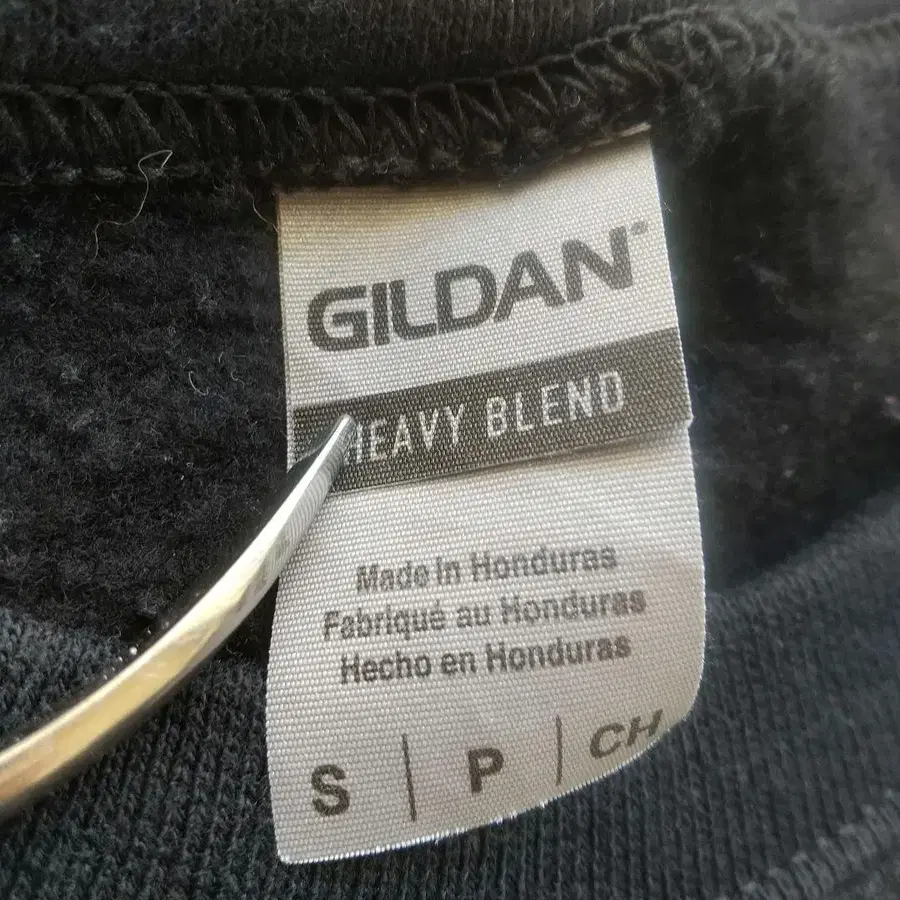 GILDAN
HEAVY BLEND
Made in Honduras
Fabriqué au Honduras
Hecho en Honduras
S | P | CH